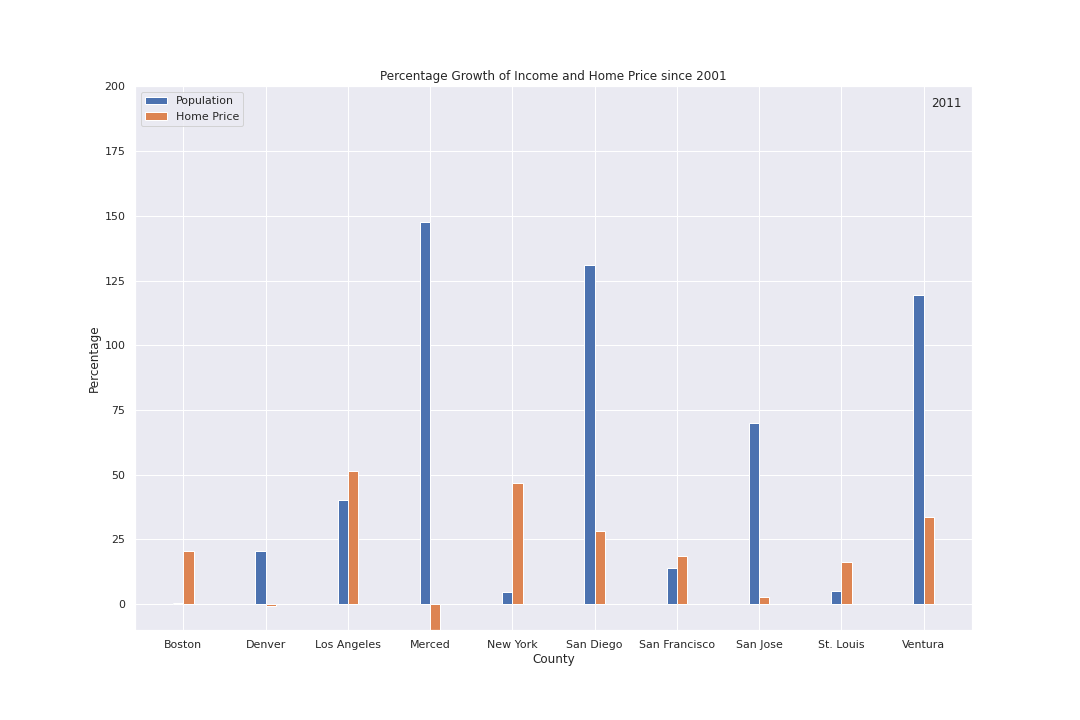 Percentage Growth of Income and Home Price since 2001
200
175
150
125
100
75
50
25
0
Percentage
Population
Home Price
2011
Boston Denver Los Angeles Merced New York San Diego San Francisco San Jose St. Louis Ventura
County